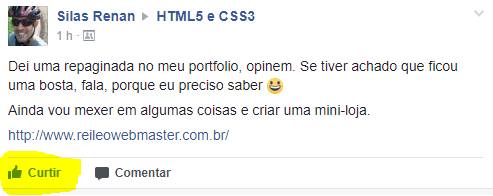 Silas Renan ▶ HTML5 e CSS3
1 h ·
Dei uma repaginada no meu portfolio, opinem. Se tiver achado que ficou
uma bosta, fala, porque eu preciso saber 😀
Ainda vou mexer em algumas coisas e criar uma mini-loja.
http://www.reileowebmaster.com.br/
Curtir Comentar